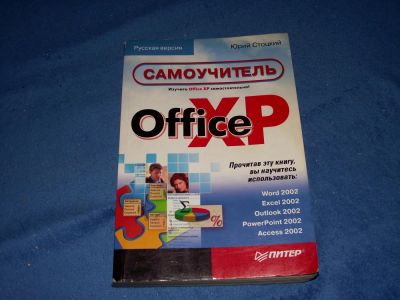 Русская версия
Юрий Стоцкий
САМОУЧИТЕЛЬ
Изучите Office XP самостоятельно!
Office XP
Прочитав эту книгу,
вы научитесь
использовать:
Word 2002
Excel 2002
Outlook 2002
PowerPoint 2002
Access 2002
%
ПИТЕР